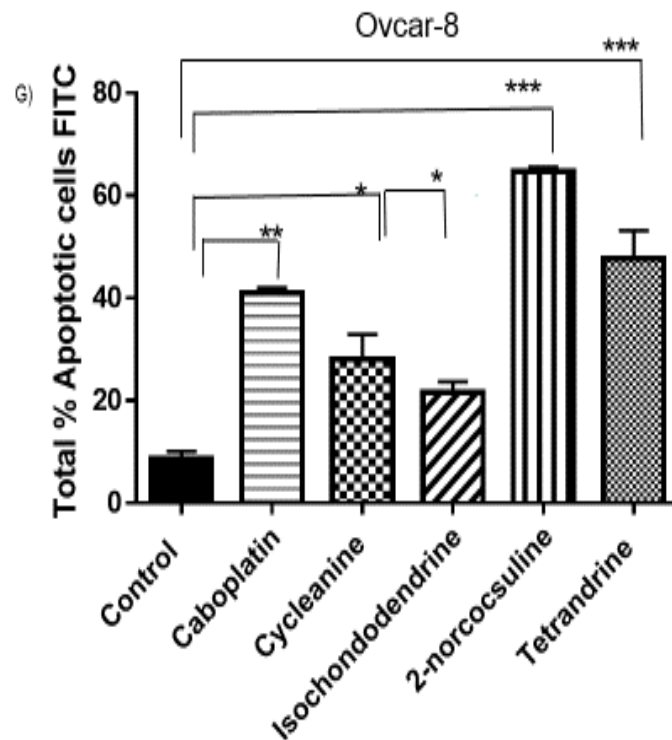 Ovcar-8
G)
Total % Apoptotic cells FITC
80
60
40
20
0
***
***
*
*
**
Control
Caboplatin
Cycleanine
Isochondodendrine
2-norcocsuline
Tetrandrine